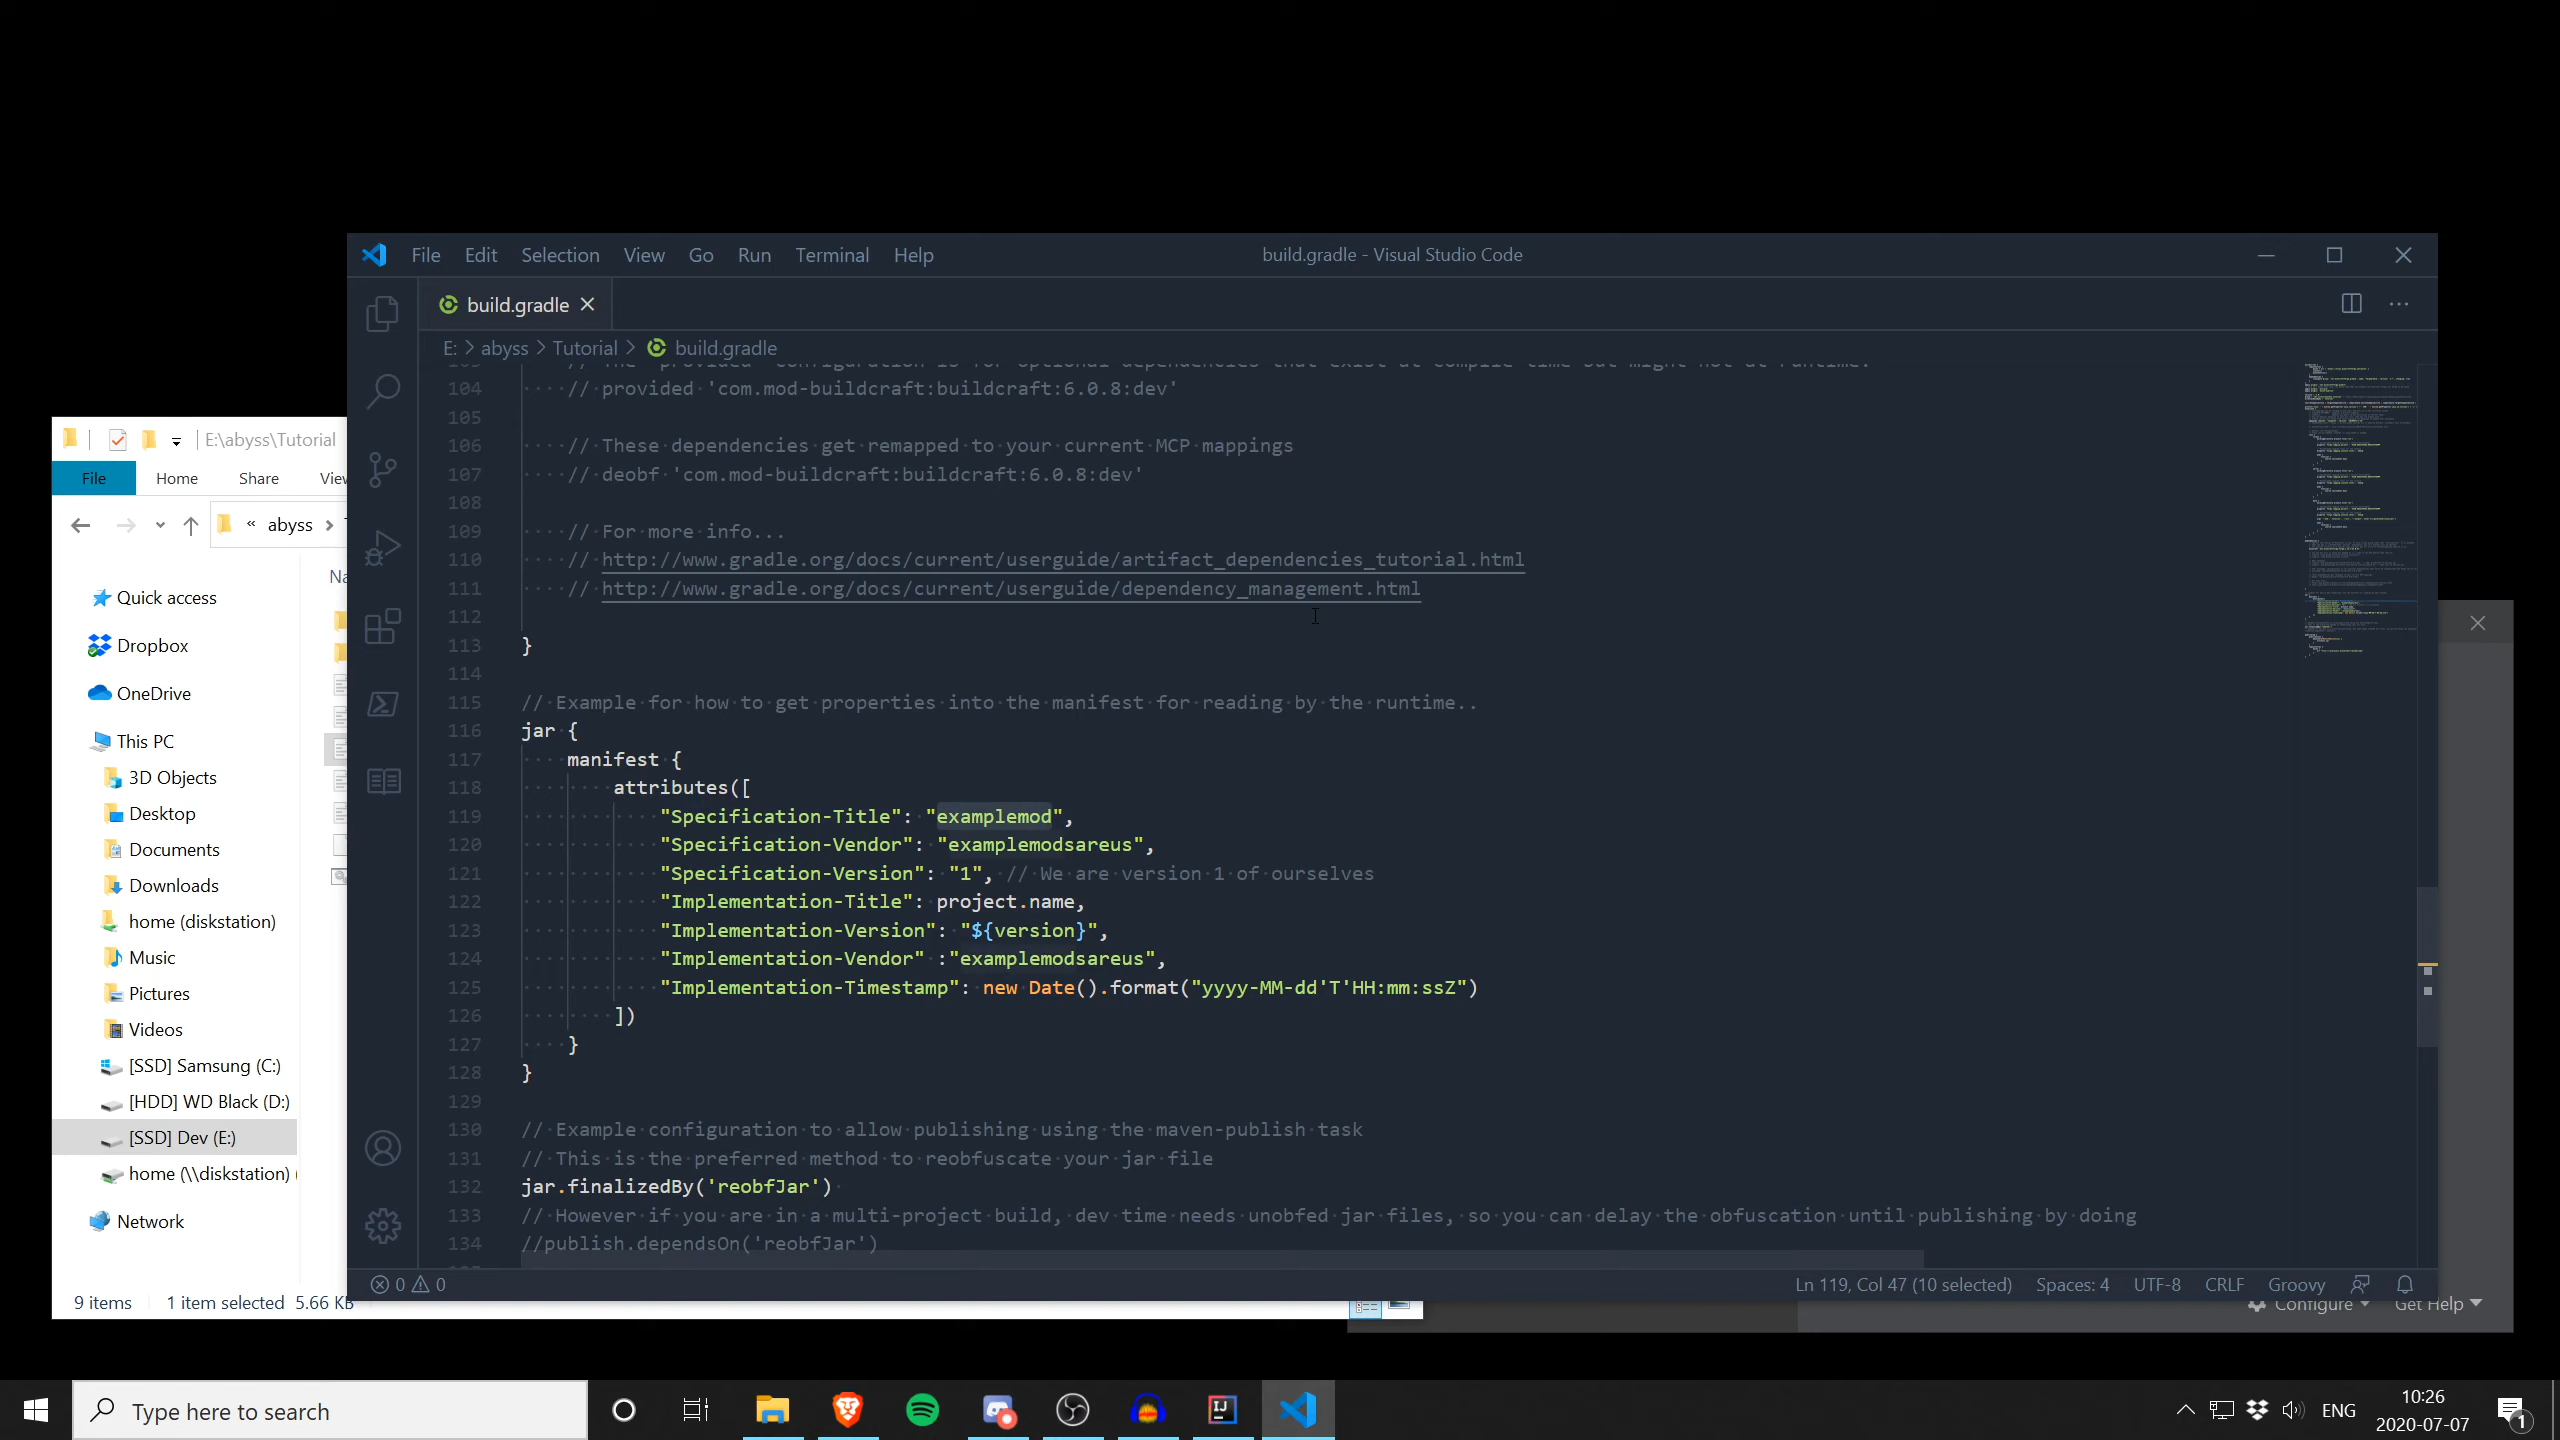 File Edit Selection View Go Run Terminal Help
build.gradle - Visual Studio Code
build.gradle
E: > abyss > Tutorial > build.gradle
104 // provided 'com.mod-buildcraft:buildcraft:6.0.8:dev'
105
106 // These dependencies get remapped to your current MCP mappings
107 // deobf 'com.mod-buildcraft:buildcraft:6.0.8:dev'
108
109 // For more info...
110 // http://www.gradle.org/docs/current/userguide/artifact_dependencies_tutorial.html
111 // http://www.gradle.org/docs/current/userguide/dependency_management.html
112
113 }
114
115 // Example for how to get properties into the manifest for reading by the runtime..
116 jar {
117 manifest {
118 attributes([
119 "Specification-Title": "examplemod",
120 "Specification-Vendor": "examplemodsareus",
121 "Specification-Version": "1", // We are version 1 of ourselves
122 "Implementation-Title": project.name,
123 "Implementation-Version": "${version}",
124 "Implementation-Vendor" :"examplemodsareus",
125 "Implementation-Timestamp": new Date().format("yyyy-MM-dd'T'HH:mm:ssZ")
126 ])
127 }
128 }
129
130 // Example configuration to allow publishing using the maven-publish task
131 // This is the preferred method to reobfuscate your jar file
132 jar.finalizedBy('reobfJar')
133 // However if you are in a multi-project build, dev time needs unobfed jar files, so you can delay the obfuscation until publishing by doing
134 //publish.dependsOn('reobfJar')
0 0
Ln 119, Col 47 (10 selected) Spaces: 4 UTF-8 CRLF Groovy
E:\abyss\Tutorial
File Home Share
« abyss >
Quick access
Dropbox
OneDrive
This PC
3D Objects
Desktop
Documents
Downloads
home (diskstation)
Music
Pictures
Videos
[SSD] Samsung (C:)
[HDD] WD Black (D:)
[SSD] Dev (E:)
home (\\diskstation) (
Network
9 items 1 item selected 5.66 KB
Configure Get Help
Type here to search
ENG
10:26
2020-07-07
1